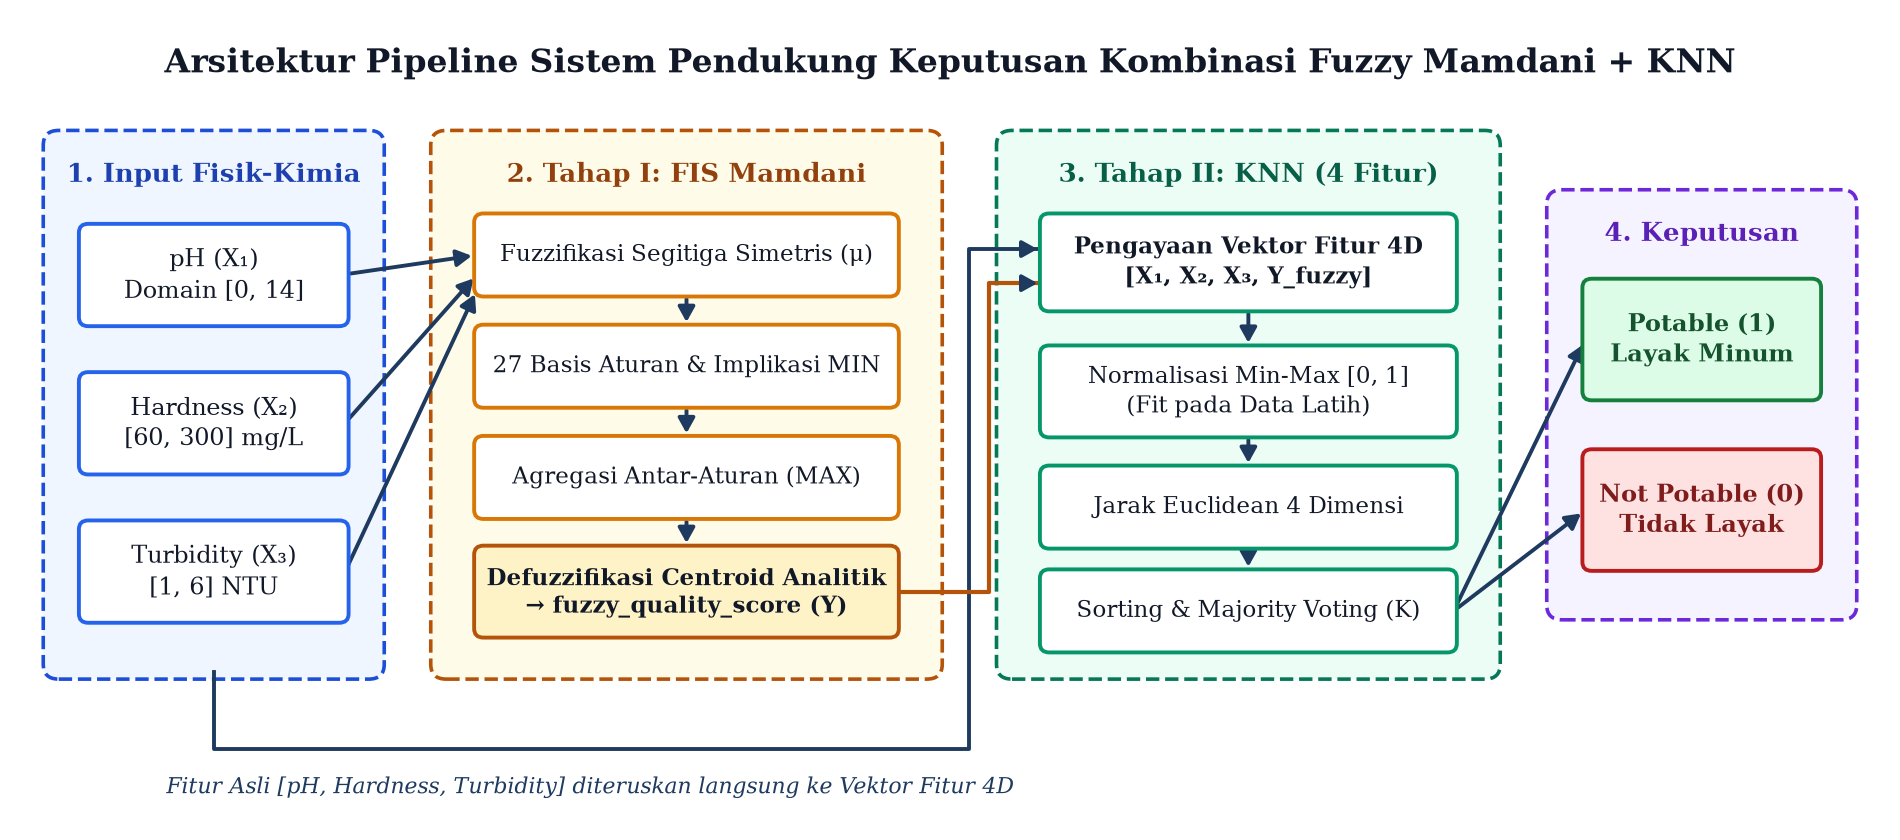 Arsitektur Pipeline Sistem Pendukung Keputusan Kombinasi Fuzzy Mamdani + KNN
1. Input Fisik-Kimia
pH (X₁)
Domain [0, 14]
Hardness (X₂)
[60, 300] mg/L
Turbidity (X₃)
[1, 6] NTU
2. Tahap I: FIS Mamdani
Fuzzifikasi Segitiga Simetris (μ)
27 Basis Aturan & Implikasi MIN
Agregasi Antar-Aturan (MAX)
Defuzzifikasi Centroid Analitik
→ fuzzy_quality_score (Y)
3. Tahap II: KNN (4 Fitur)
Pengayaan Vektor Fitur 4D
[X₁, X₂, X₃, Y_fuzzy]
Normalisasi Min-Max [0, 1]
(Fit pada Data Latih)
Jarak Euclidean 4 Dimensi
Sorting & Majority Voting (K)
4. Keputusan
Potable (1)
Layak Minum
Not Potable (0)
Tidak Layak
Fitur Asli [pH, Hardness, Turbidity] diteruskan langsung ke Vektor Fitur 4D